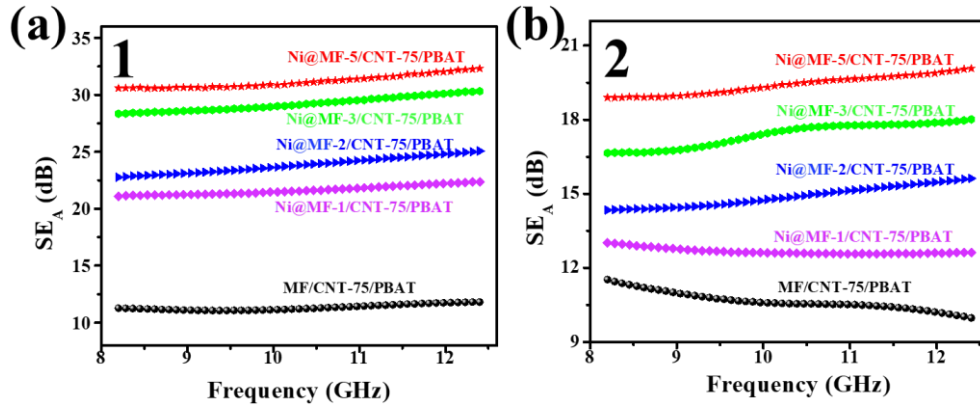 (a)
1
35
30
25
20
15
10
SE_A (dB)
Ni@MF-5/CNT-75/PBAT
Ni@MF-3/CNT-75/PBAT
Ni@MF-2/CNT-75/PBAT
Ni@MF-1/CNT-75/PBAT
MF/CNT-75/PBAT
8 9 10 11 12
Frequency (GHz)
(b)
2
21
18
15
12
9
SE_A (dB)
Ni@MF-5/CNT-75/PBAT
Ni@MF-3/CNT-75/PBAT
Ni@MF-2/CNT-75/PBAT
Ni@MF-1/CNT-75/PBAT
MF/CNT-75/PBAT
8 9 10 11 12
Frequency (GHz)